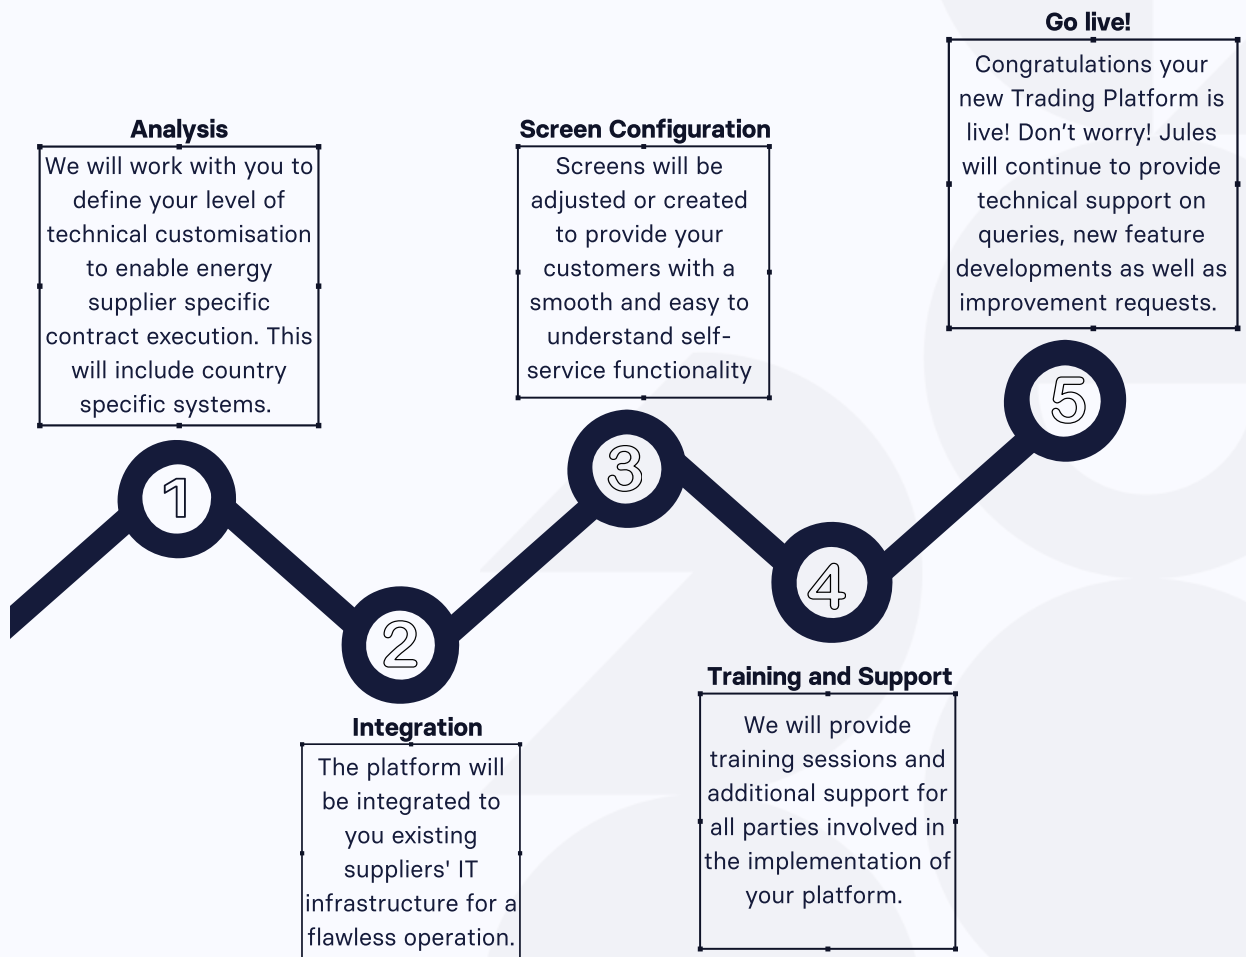 Analysis
We will work with you to
define your level of
technical customisation
to enable energy
supplier specific
contract execution. This
will include country
specific systems.
1
Integration
The platform will
be integrated to
you existing
suppliers' IT
infrastructure for a
flawless operation.
2
Screen Configuration
Screens will be
adjusted or created
to provide your
customers with a
smooth and easy to
understand self-
service functionality
3
Training and Support
We will provide
training sessions and
additional support for
all parties involved in
the implementation of
your platform.
4
Go live!
Congratulations your
new Trading Platform is
live! Don’t worry! Jules
will continue to provide
technical support on
queries, new feature
developments as well as
improvement requests.
5